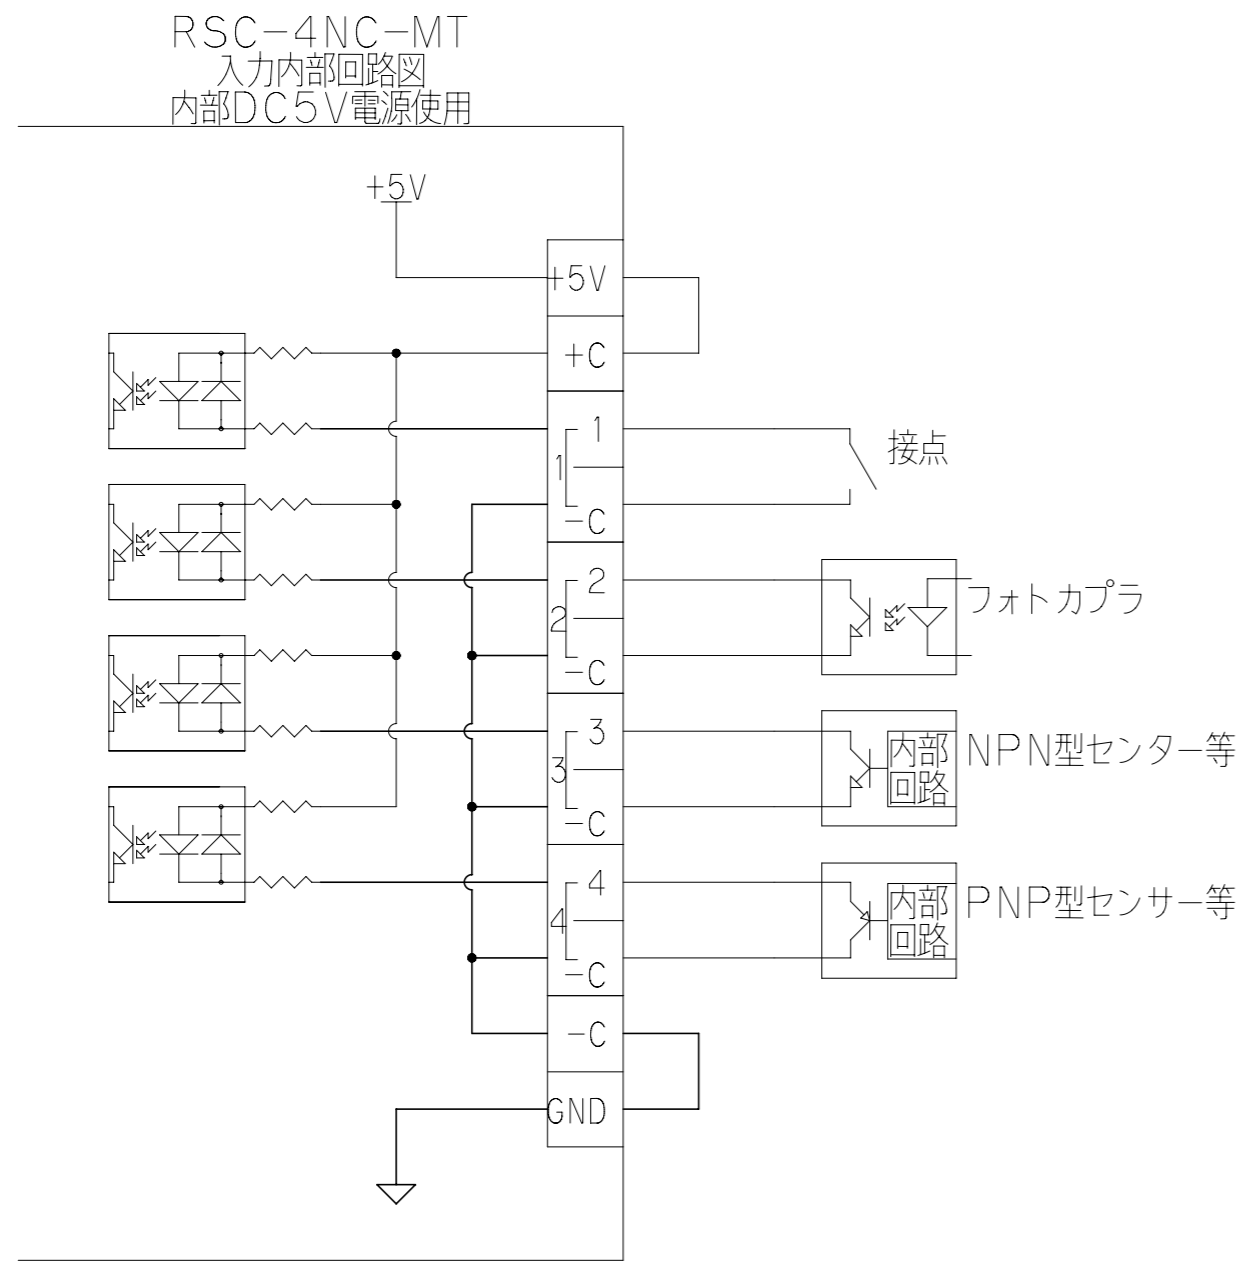 RSC-4NC-MT
入力内部回路図
内部DC5V電源使用
+5V
+5V
+C
1
1
-C
接点
2
2
-C
フォトカプラ
3
3
-C
内部
回路
NPN型センター等
4
4
-C
内部
回路
PNP型センサー等
-C
GND